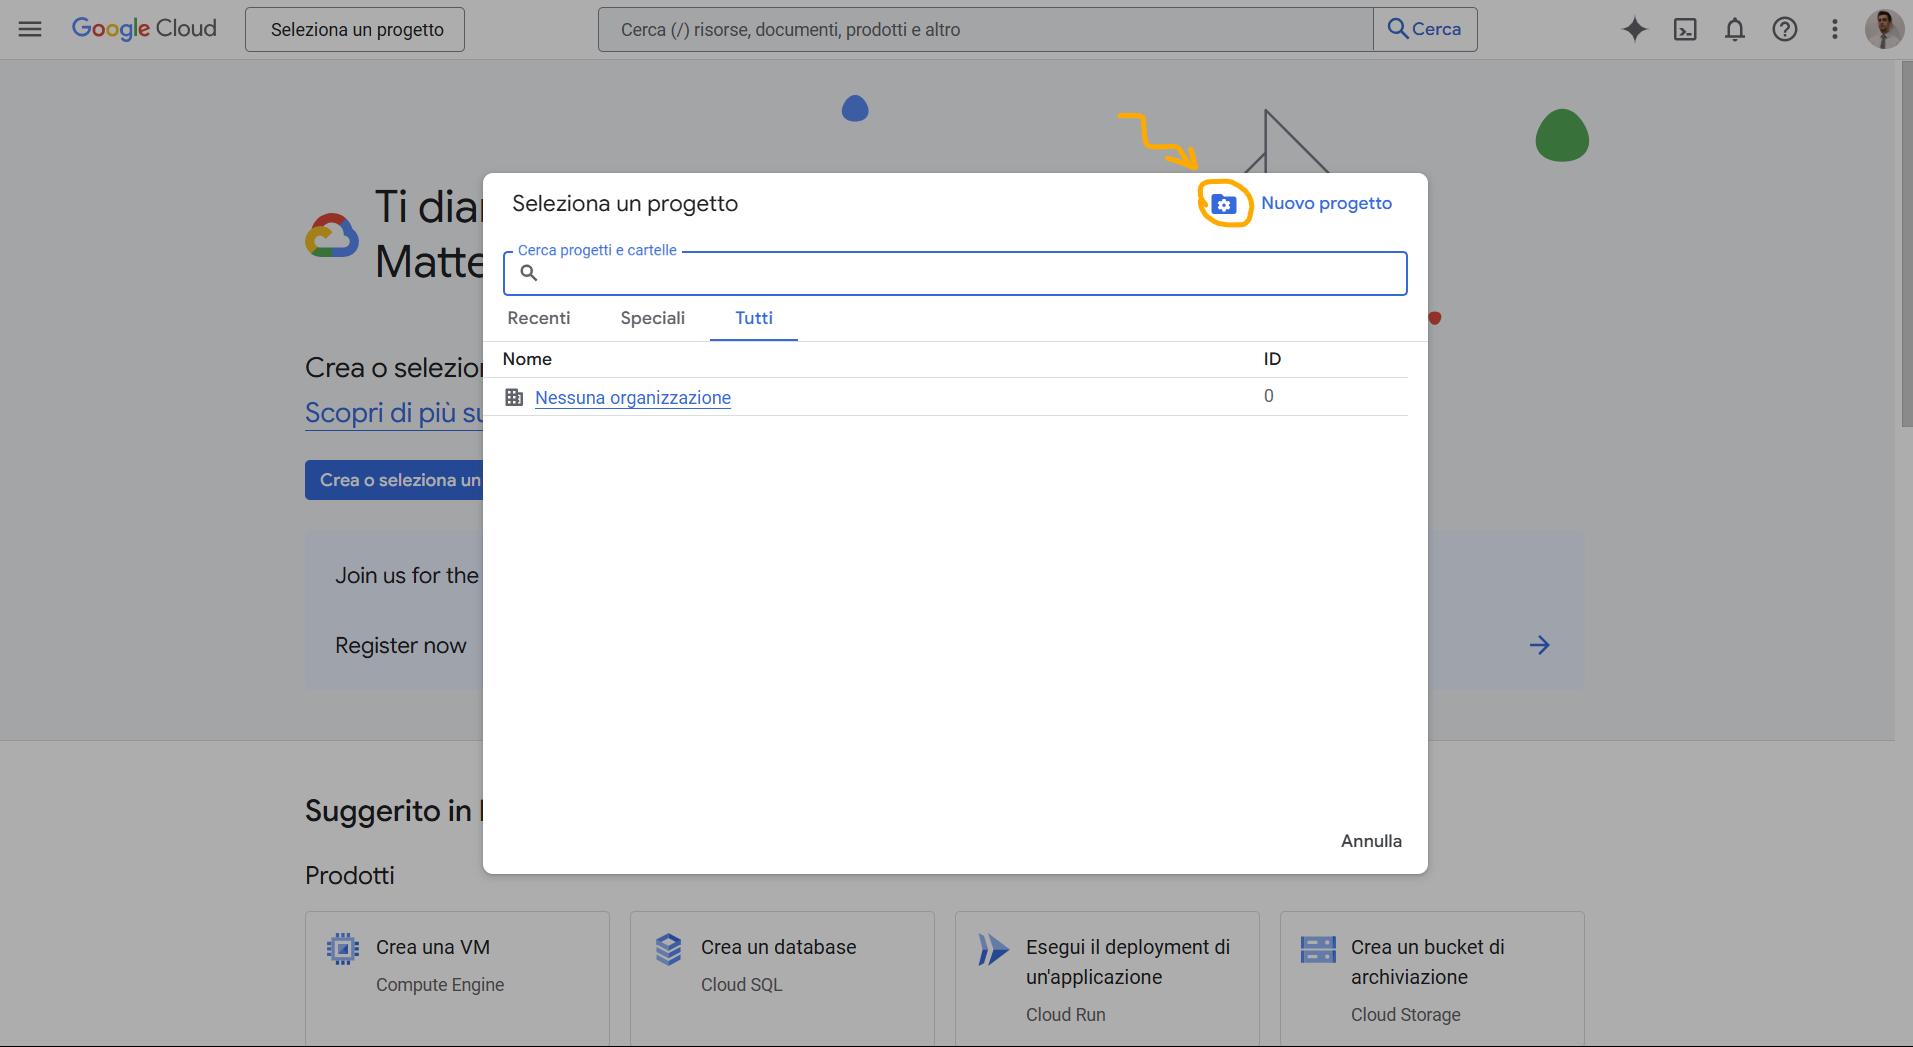 Google Cloud
Seleziona un progetto
Cerca (/) risorse, documenti, prodotti e altro
Cerca
Ti diar
Matte
Seleziona un progetto
Nuovo progetto
Cerca progetti e cartelle
Recenti
Speciali
Tutti
Nome
ID
Nessuna organizzazione
0
Annulla
Crea o selezion
Scopri di più su
Crea o seleziona un
Join us for the
Register now
Suggerito in
Prodotti
Crea una VM
Compute Engine
Crea un database
Cloud SQL
Esegui il deployment di
un'applicazione
Cloud Run
Crea un bucket di
archiviazione
Cloud Storage